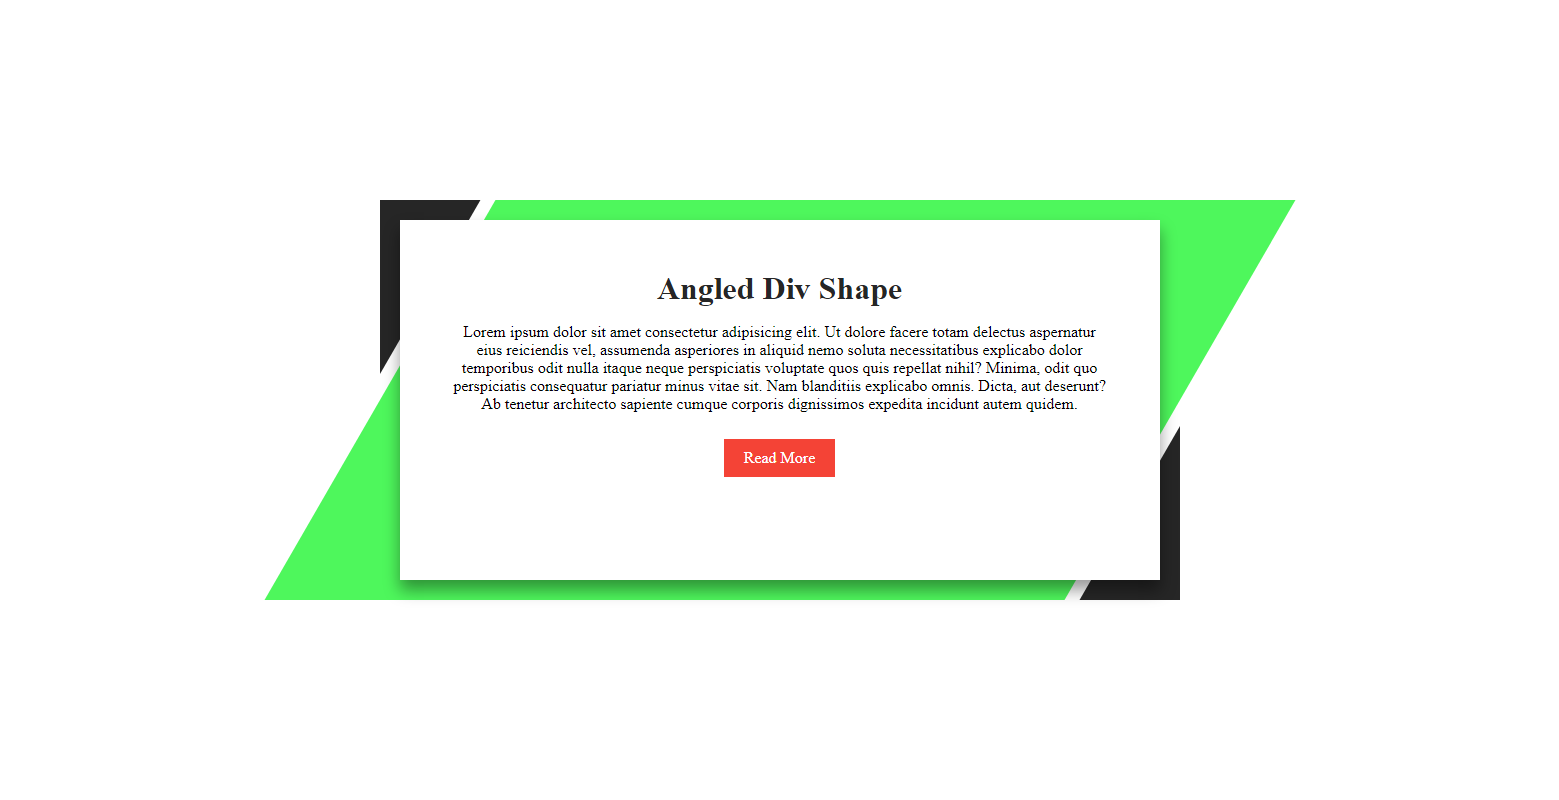 Angled Div Shape
Lorem ipsum dolor sit amet consectetur adipisicing elit. Ut dolore facere totam delectus aspernatur
eius reiciendis vel, assumenda asperiores in aliquid nemo soluta necessitatibus explicabo dolor
temporibus odit nulla itaque neque perspiciatis voluptate quos quis repellat nihil? Minima, odit quo
perspiciatis consequatur pariatur minus vitae sit. Nam blanditiis explicabo omnis. Dicta, aut deserunt?
Ab tenetur architecto sapiente cumque corporis dignissimos expedita incidunt autem quidem.
Read More